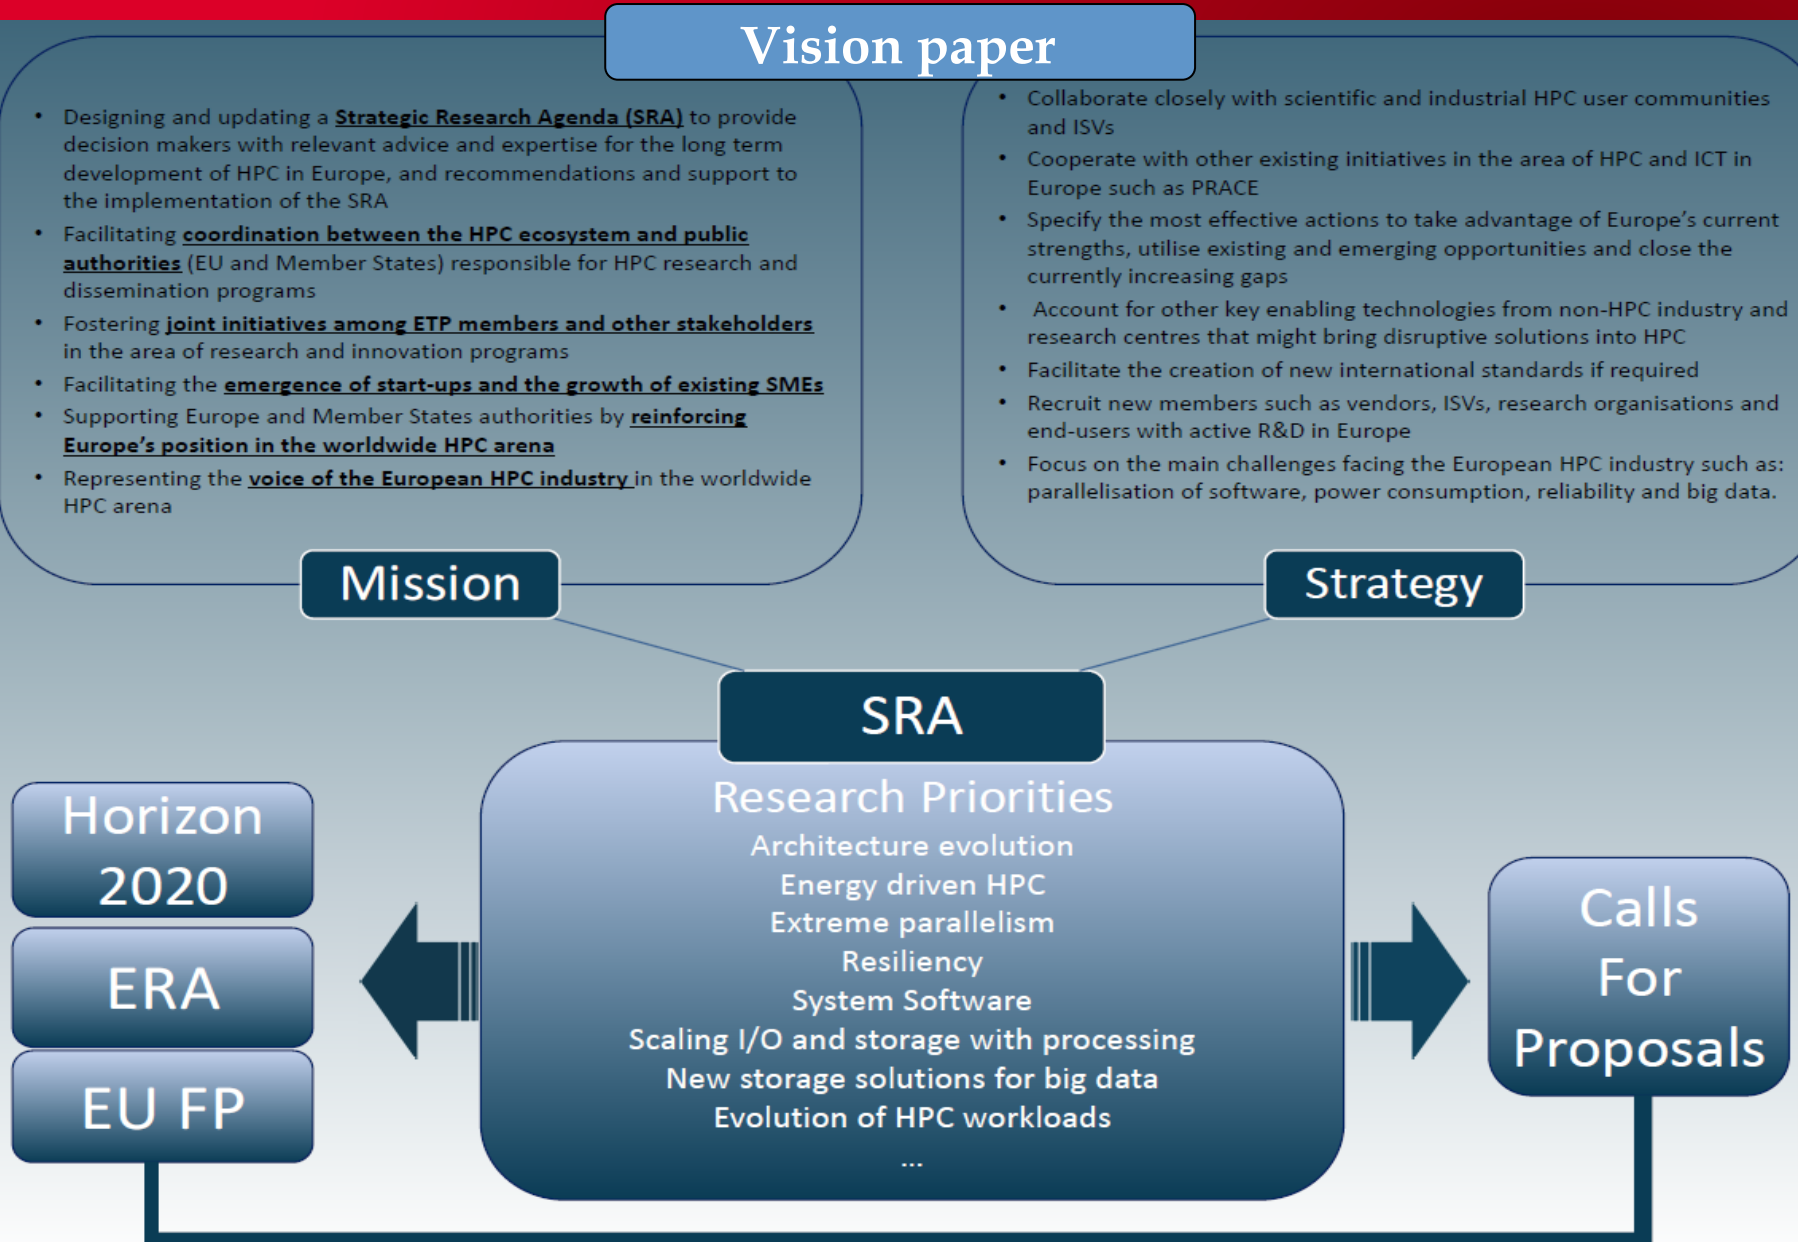 Vision paper
• Designing and updating a Strategic Research Agenda (SRA) to provide
decision makers with relevant advice and expertise for the long term
development of HPC in Europe, and recommendations and support to
the implementation of the SRA
• Facilitating coordination between the HPC ecosystem and public
authorities (EU and Member States) responsible for HPC research and
dissemination programs
• Fostering joint initiatives among ETP members and other stakeholders
in the area of research and innovation programs
• Facilitating the emergence of start-ups and the growth of existing SMEs
• Supporting Europe and Member States authorities by reinforcing
Europe’s position in the worldwide HPC arena
• Representing the voice of the European HPC industry in the worldwide
HPC arena
Mission
• Collaborate closely with scientific and industrial HPC user communities
and ISVs
• Cooperate with other existing initiatives in the area of HPC and ICT in
Europe such as PRACE
• Specify the most effective actions to take advantage of Europe’s current
strengths, utilise existing and emerging opportunities and close the
currently increasing gaps
• Account for other key enabling technologies from non-HPC industry and
research centres that might bring disruptive solutions into HPC
• Facilitate the creation of new international standards if required
• Recruit new members such as vendors, ISVs, research organisations and
end-users with active R&D in Europe
• Focus on the main challenges facing the European HPC industry such as:
parallelisation of software, power consumption, reliability and big data.
Strategy
SRA
Research Priorities
Architecture evolution
Energy driven HPC
Extreme parallelism
Resiliency
System Software
Scaling I/O and storage with processing
New storage solutions for big data
Evolution of HPC workloads
...
Horizon
2020
ERA
EU FP
Calls
For
Proposals